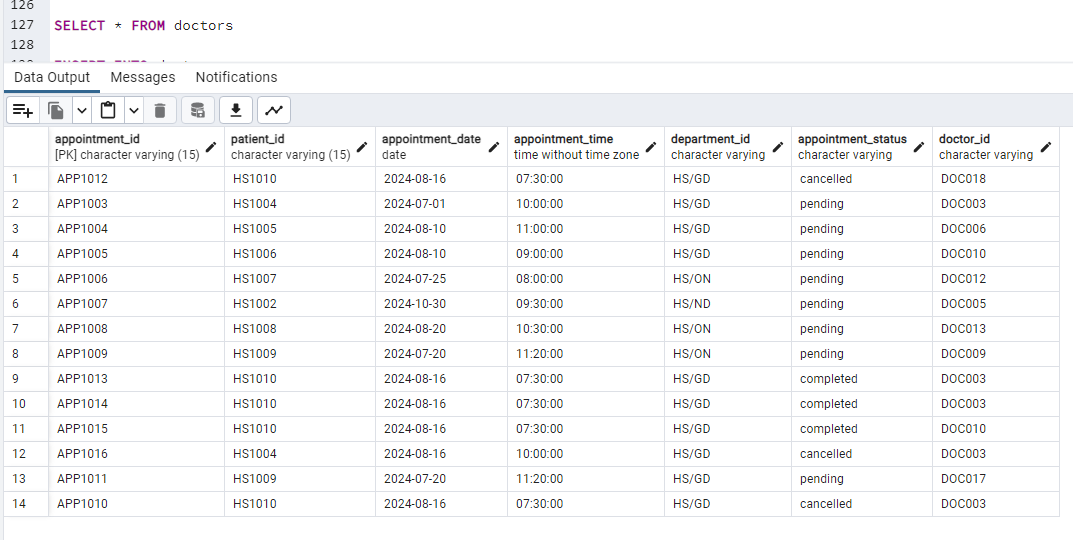 126
127 SELECT * FROM doctors
128
Data Output Messages Notifications
appointment_id patient_id appointment_date appointment_time department_id appointment_status doctor_id
[PK] character varying (15) character varying (15) date time without time zone character varying character varying character varying
1 APP1012 HS1010 2024-08-16 07:30:00 HS/GD cancelled DOC018
2 APP1003 HS1004 2024-07-01 10:00:00 HS/GD pending DOC003
3 APP1004 HS1005 2024-08-10 11:00:00 HS/GD pending DOC006
4 APP1005 HS1006 2024-08-10 09:00:00 HS/GD pending DOC010
5 APP1006 HS1007 2024-07-25 08:00:00 HS/ON pending DOC012
6 APP1007 HS1002 2024-10-30 09:30:00 HS/ND pending DOC005
7 APP1008 HS1008 2024-08-20 10:30:00 HS/ON pending DOC013
8 APP1009 HS1009 2024-07-20 11:20:00 HS/ON pending DOC009
9 APP1013 HS1010 2024-08-16 07:30:00 HS/GD completed DOC003
10 APP1014 HS1010 2024-08-16 07:30:00 HS/GD completed DOC003
11 APP1015 HS1010 2024-08-16 07:30:00 HS/GD completed DOC010
12 APP1016 HS1004 2024-08-16 10:00:00 HS/GD cancelled DOC003
13 APP1011 HS1009 2024-07-20 11:20:00 HS/GD pending DOC017
14 APP1010 HS1010 2024-08-16 07:30:00 HS/GD cancelled DOC003